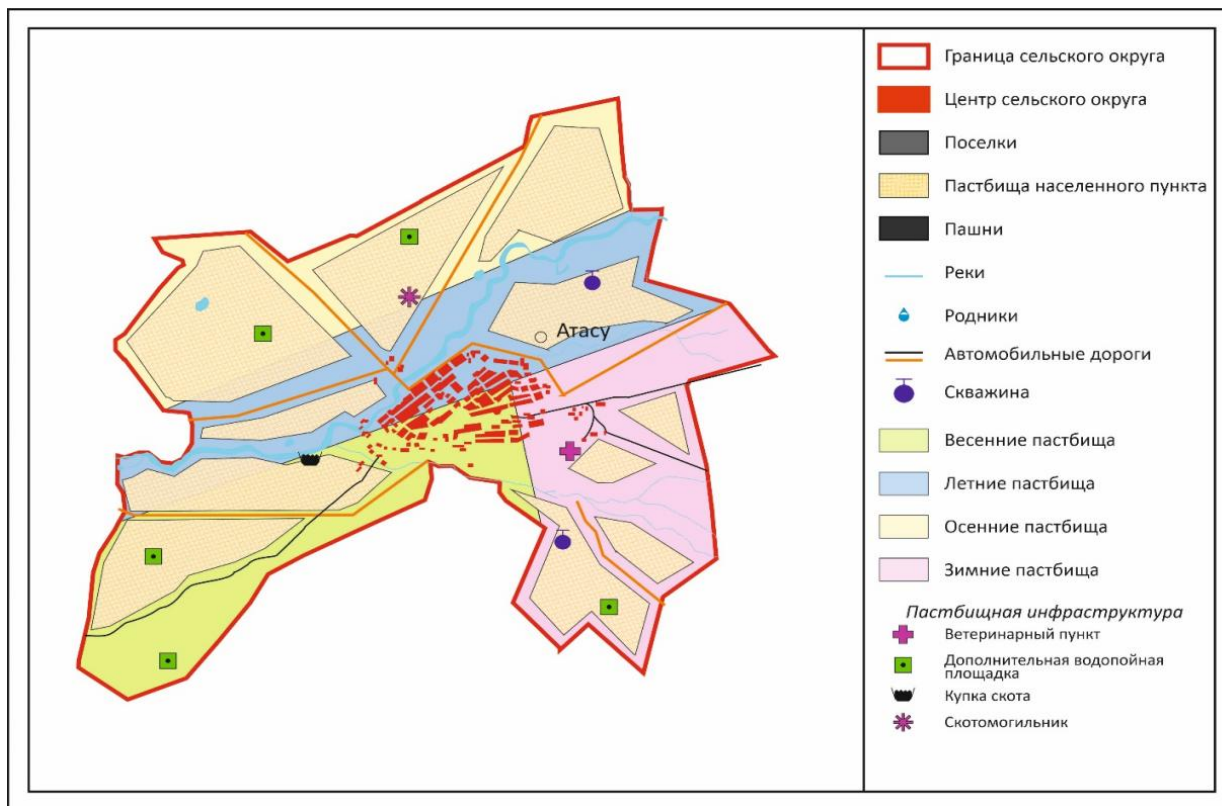 Атасу
Граница сельского округа
Центр сельского округа
Поселки
Пастбища населенного пункта
Пашни
Реки
Родники
Автомобильные дороги
Скважина
Весенние пастбища
Летние пастбища
Осенние пастбища
Зимние пастбища
Пастбищная инфраструктура
Ветеринарный пункт
Дополнительная водопойная
площадка
Купка скота
Скотомогильник